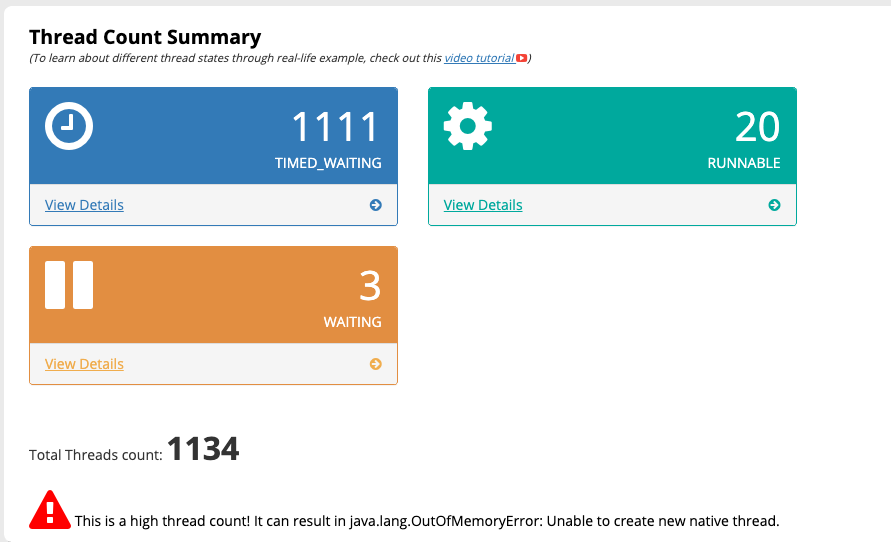 Thread Count Summary
(To learn about different thread states through real-life example, check out this video tutorial)
1111
TIMED_WAITING
View Details
20
RUNNABLE
View Details
3
WAITING
View Details
Total Threads count: 1134
This is a high thread count! It can result in java.lang.OutOfMemoryError: Unable to create new native thread.